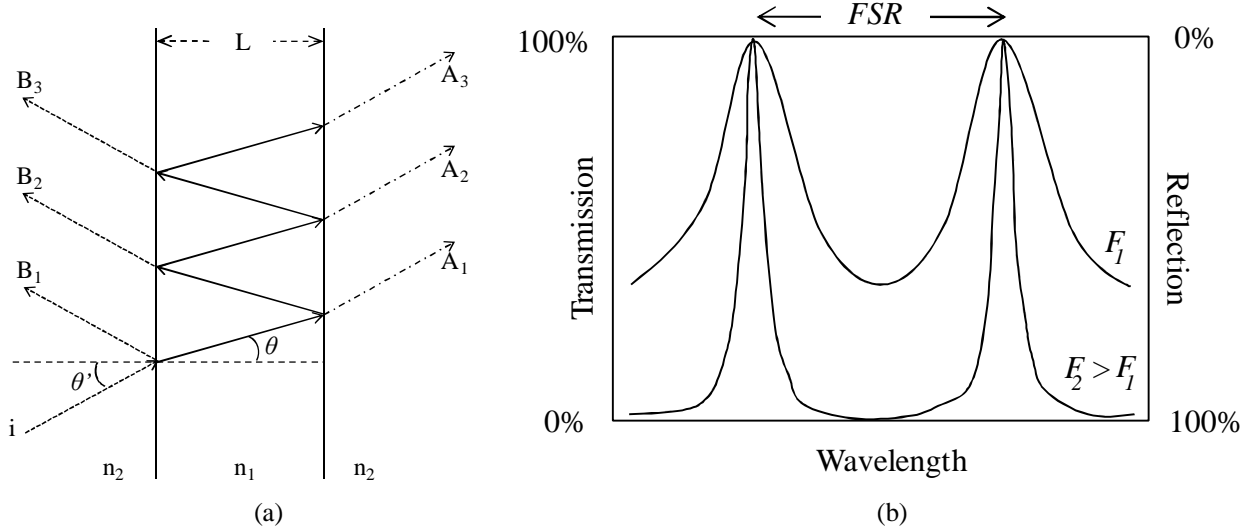 L
B₃
A₃
B₂
A₂
B₁
A₁
θ
θ'
i
n₂
n₁
n₂
(a)
FSR
100%
0%
Transmission
Reflection
F₁
F₂ > F₁
0%
100%
Wavelength
(b)